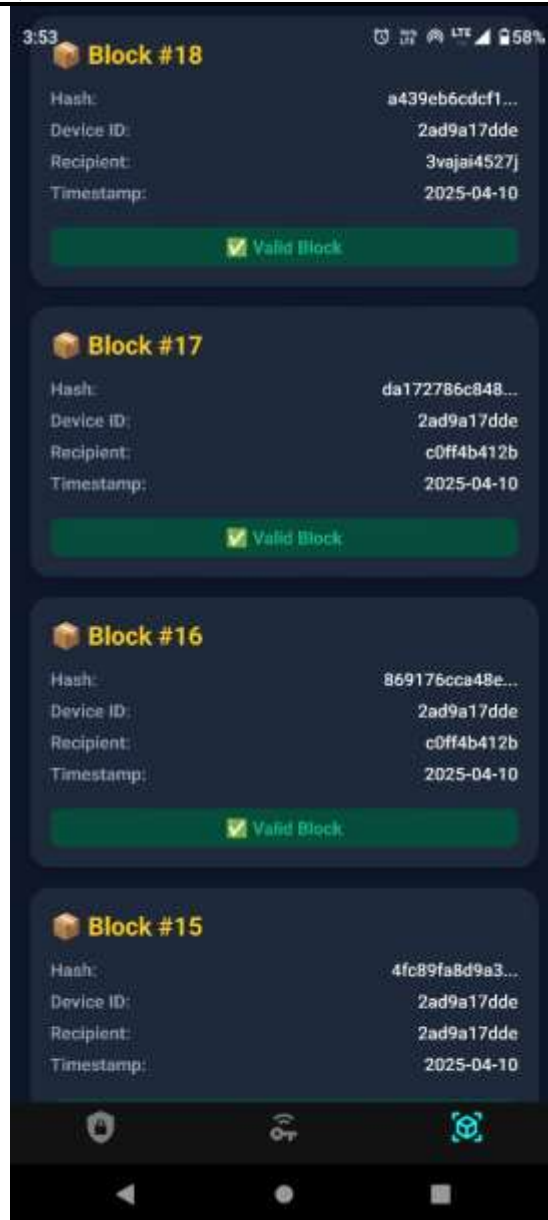 3:53 LTE 58%
📦 Block #18
Hash: a439eb6cdcf1...
Device ID: 2ad9a17dde
Recipient: 3vajai4527j
Timestamp: 2025-04-10
✅ Valid Block
📦 Block #17
Hash: da172786c848...
Device ID: 2ad9a17dde
Recipient: c0ff4b412b
Timestamp: 2025-04-10
✅ Valid Block
📦 Block #16
Hash: 869176cca48e...
Device ID: 2ad9a17dde
Recipient: c0ff4b412b
Timestamp: 2025-04-10
✅ Valid Block
📦 Block #15
Hash: 4fc89fa8d9a3...
Device ID: 2ad9a17dde
Recipient: 2ad9a17dde
Timestamp: 2025-04-10